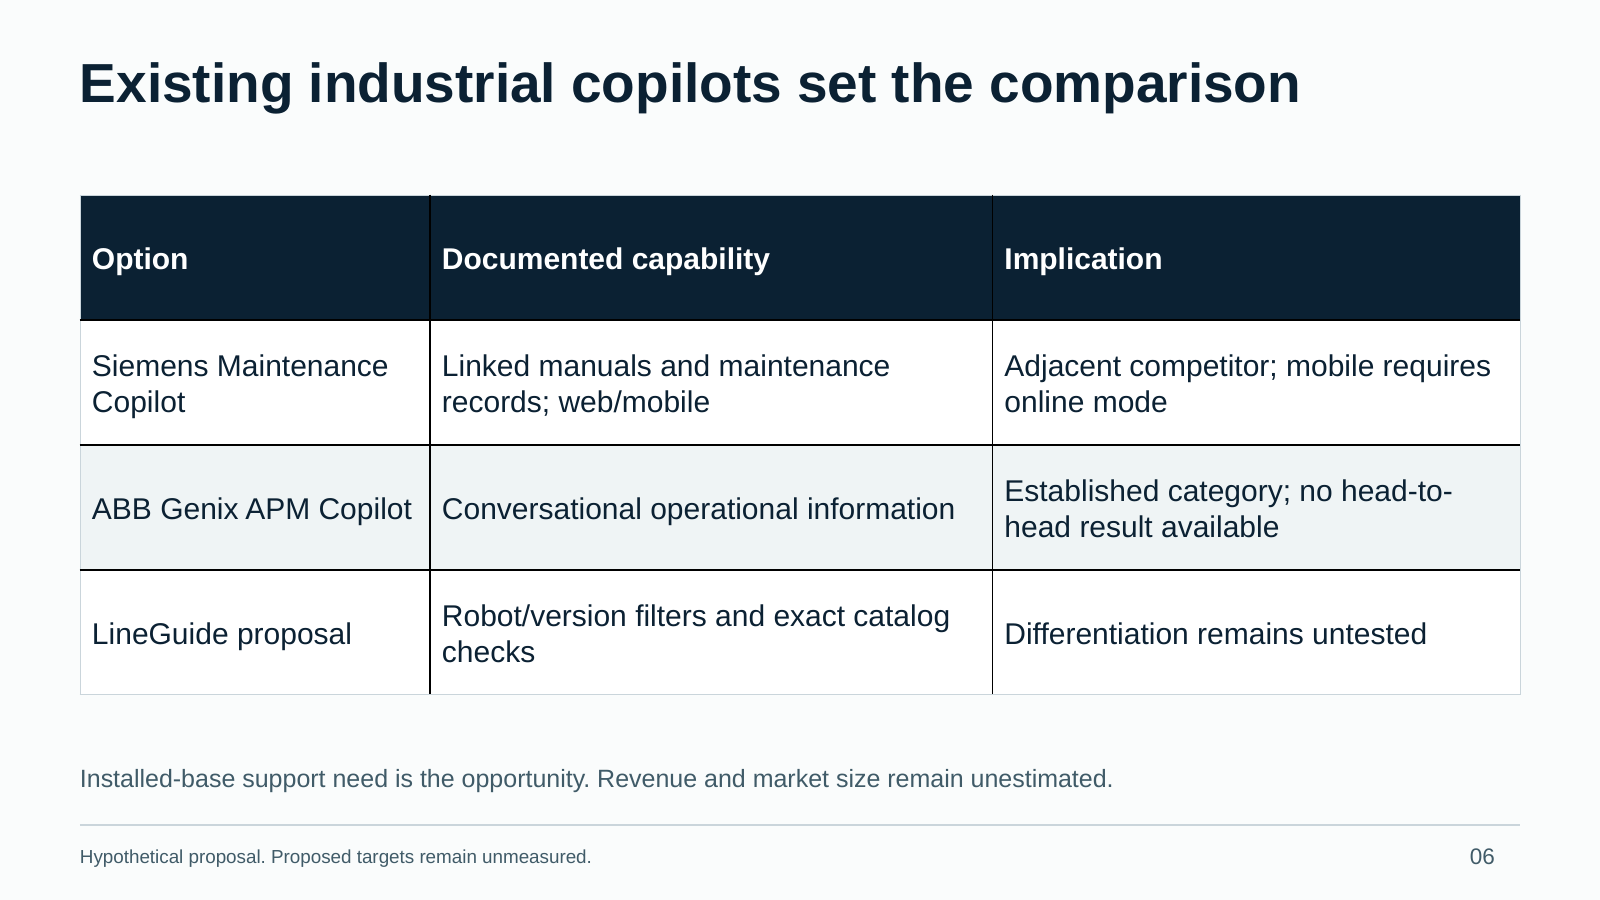 Existing industrial copilots set the comparison
Option
Documented capability
Implication
Siemens Maintenance
Copilot
Linked manuals and maintenance
records; web/mobile
Adjacent competitor; mobile requires
online mode
ABB Genix APM Copilot
Conversational operational information
Established category; no head-to-
head result available
LineGuide proposal
Robot/version filters and exact catalog
checks
Differentiation remains untested
Installed-base support need is the opportunity. Revenue and market size remain unestimated.
Hypothetical proposal. Proposed targets remain unmeasured.
06